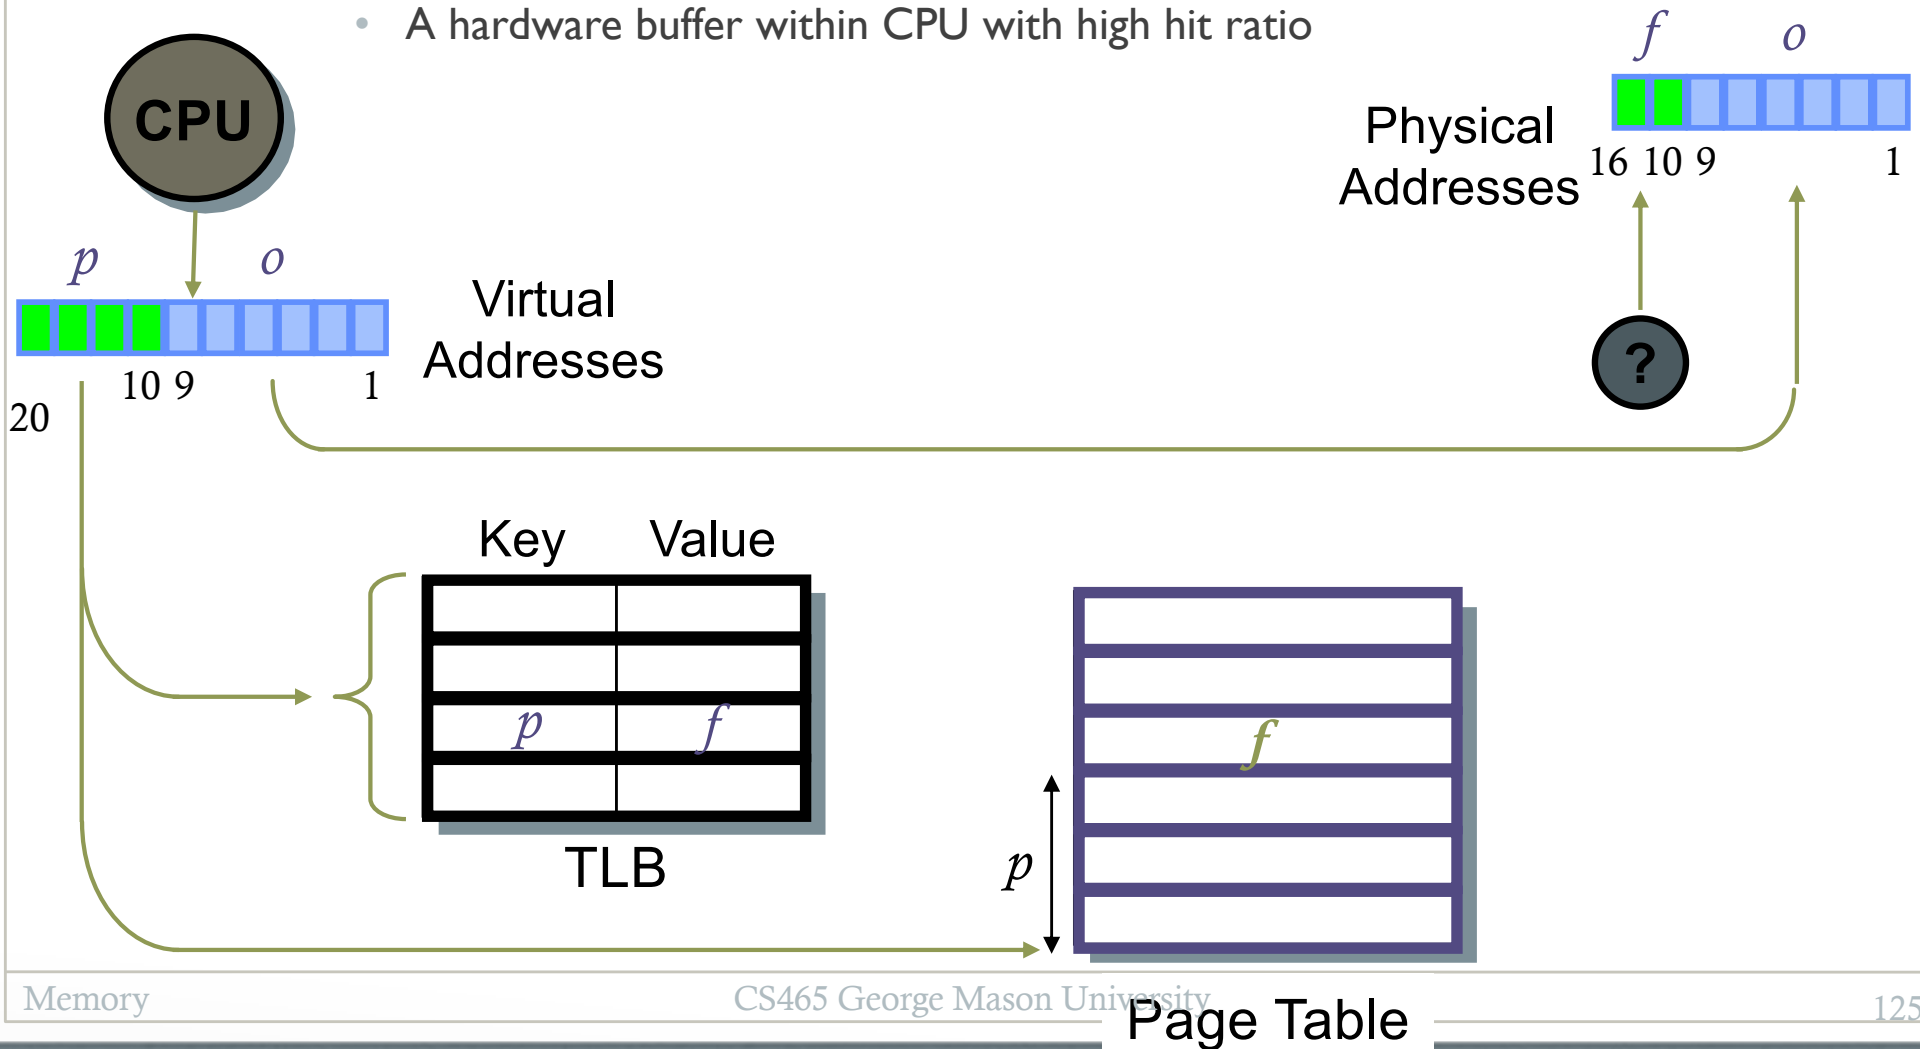 • A hardware buffer within CPU with high hit ratio
CPU
p o
Virtual
Addresses
20 10 9 1
f o
Physical
Addresses
16 10 9 1
?
Key Value
p f
TLB
f
p
Page Table
Memory CS465 George Mason University 125